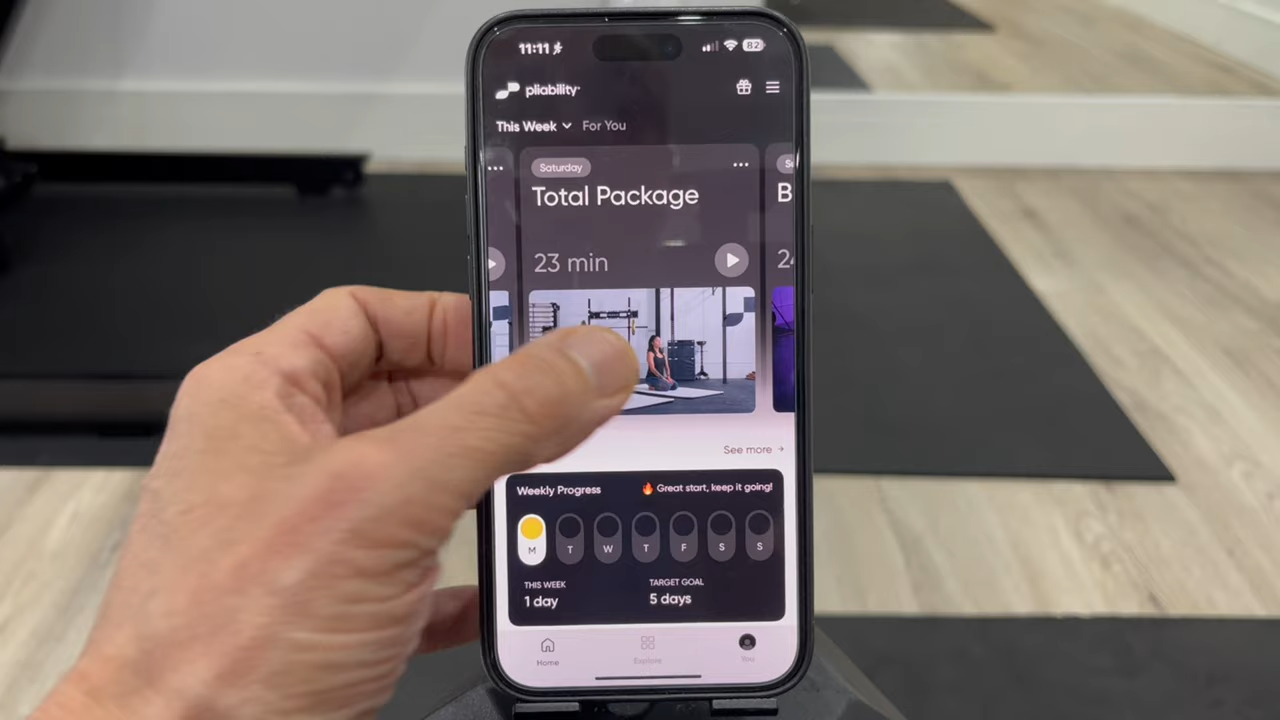 11:11 82
pliability
This Week For You
Saturday
Total Package
B
23 min
See more →
Weekly Progress 🔥 Great start, keep it going!
M T W T F S S
THIS WEEK TARGET GOAL
1 day 5 days
Home Explore You